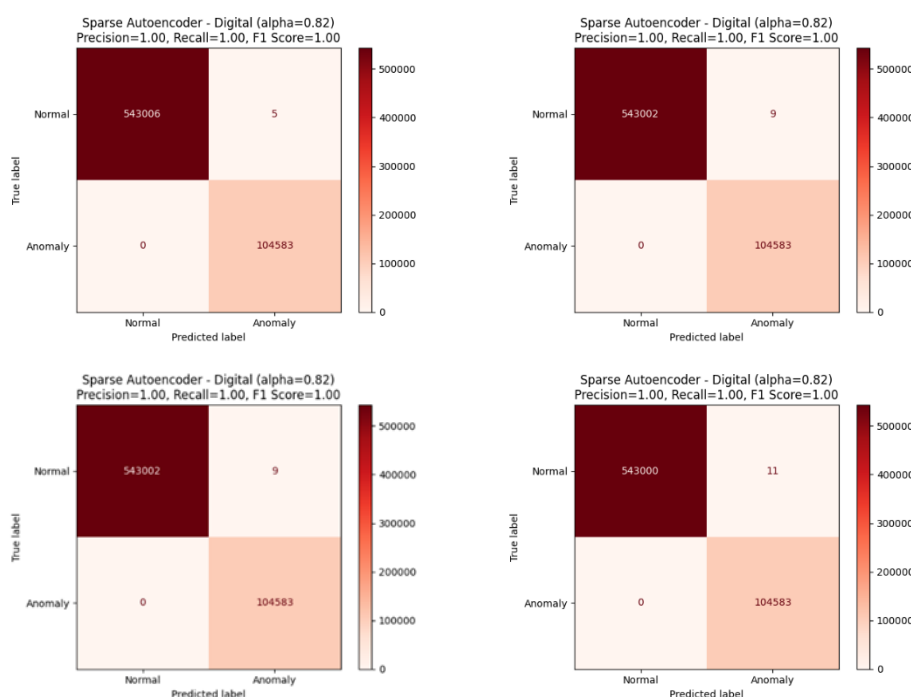 Sparse Autoencoder - Digital (alpha=0.82)
Precision=1.00, Recall=1.00, F1 Score=1.00
500000
Normal
543006
5
400000
300000
True label
200000
Anomaly
0
104583
100000
0
Normal
Anomaly
Predicted label
Sparse Autoencoder - Digital (alpha=0.82)
Precision=1.00, Recall=1.00, F1 Score=1.00
500000
Normal
543002
9
400000
300000
True label
200000
Anomaly
0
104583
100000
0
Normal
Anomaly
Predicted label
Sparse Autoencoder - Digital (alpha=0.82)
Precision=1.00, Recall=1.00, F1 Score=1.00
500000
Normal
543002
9
400000
300000
True label
200000
Anomaly
0
104583
100000
0
Normal
Anomaly
Predicted label
Sparse Autoencoder - Digital (alpha=0.82)
Precision=1.00, Recall=1.00, F1 Score=1.00
500000
Normal
543000
11
400000
300000
True label
200000
Anomaly
0
104583
100000
0
Normal
Anomaly
Predicted label